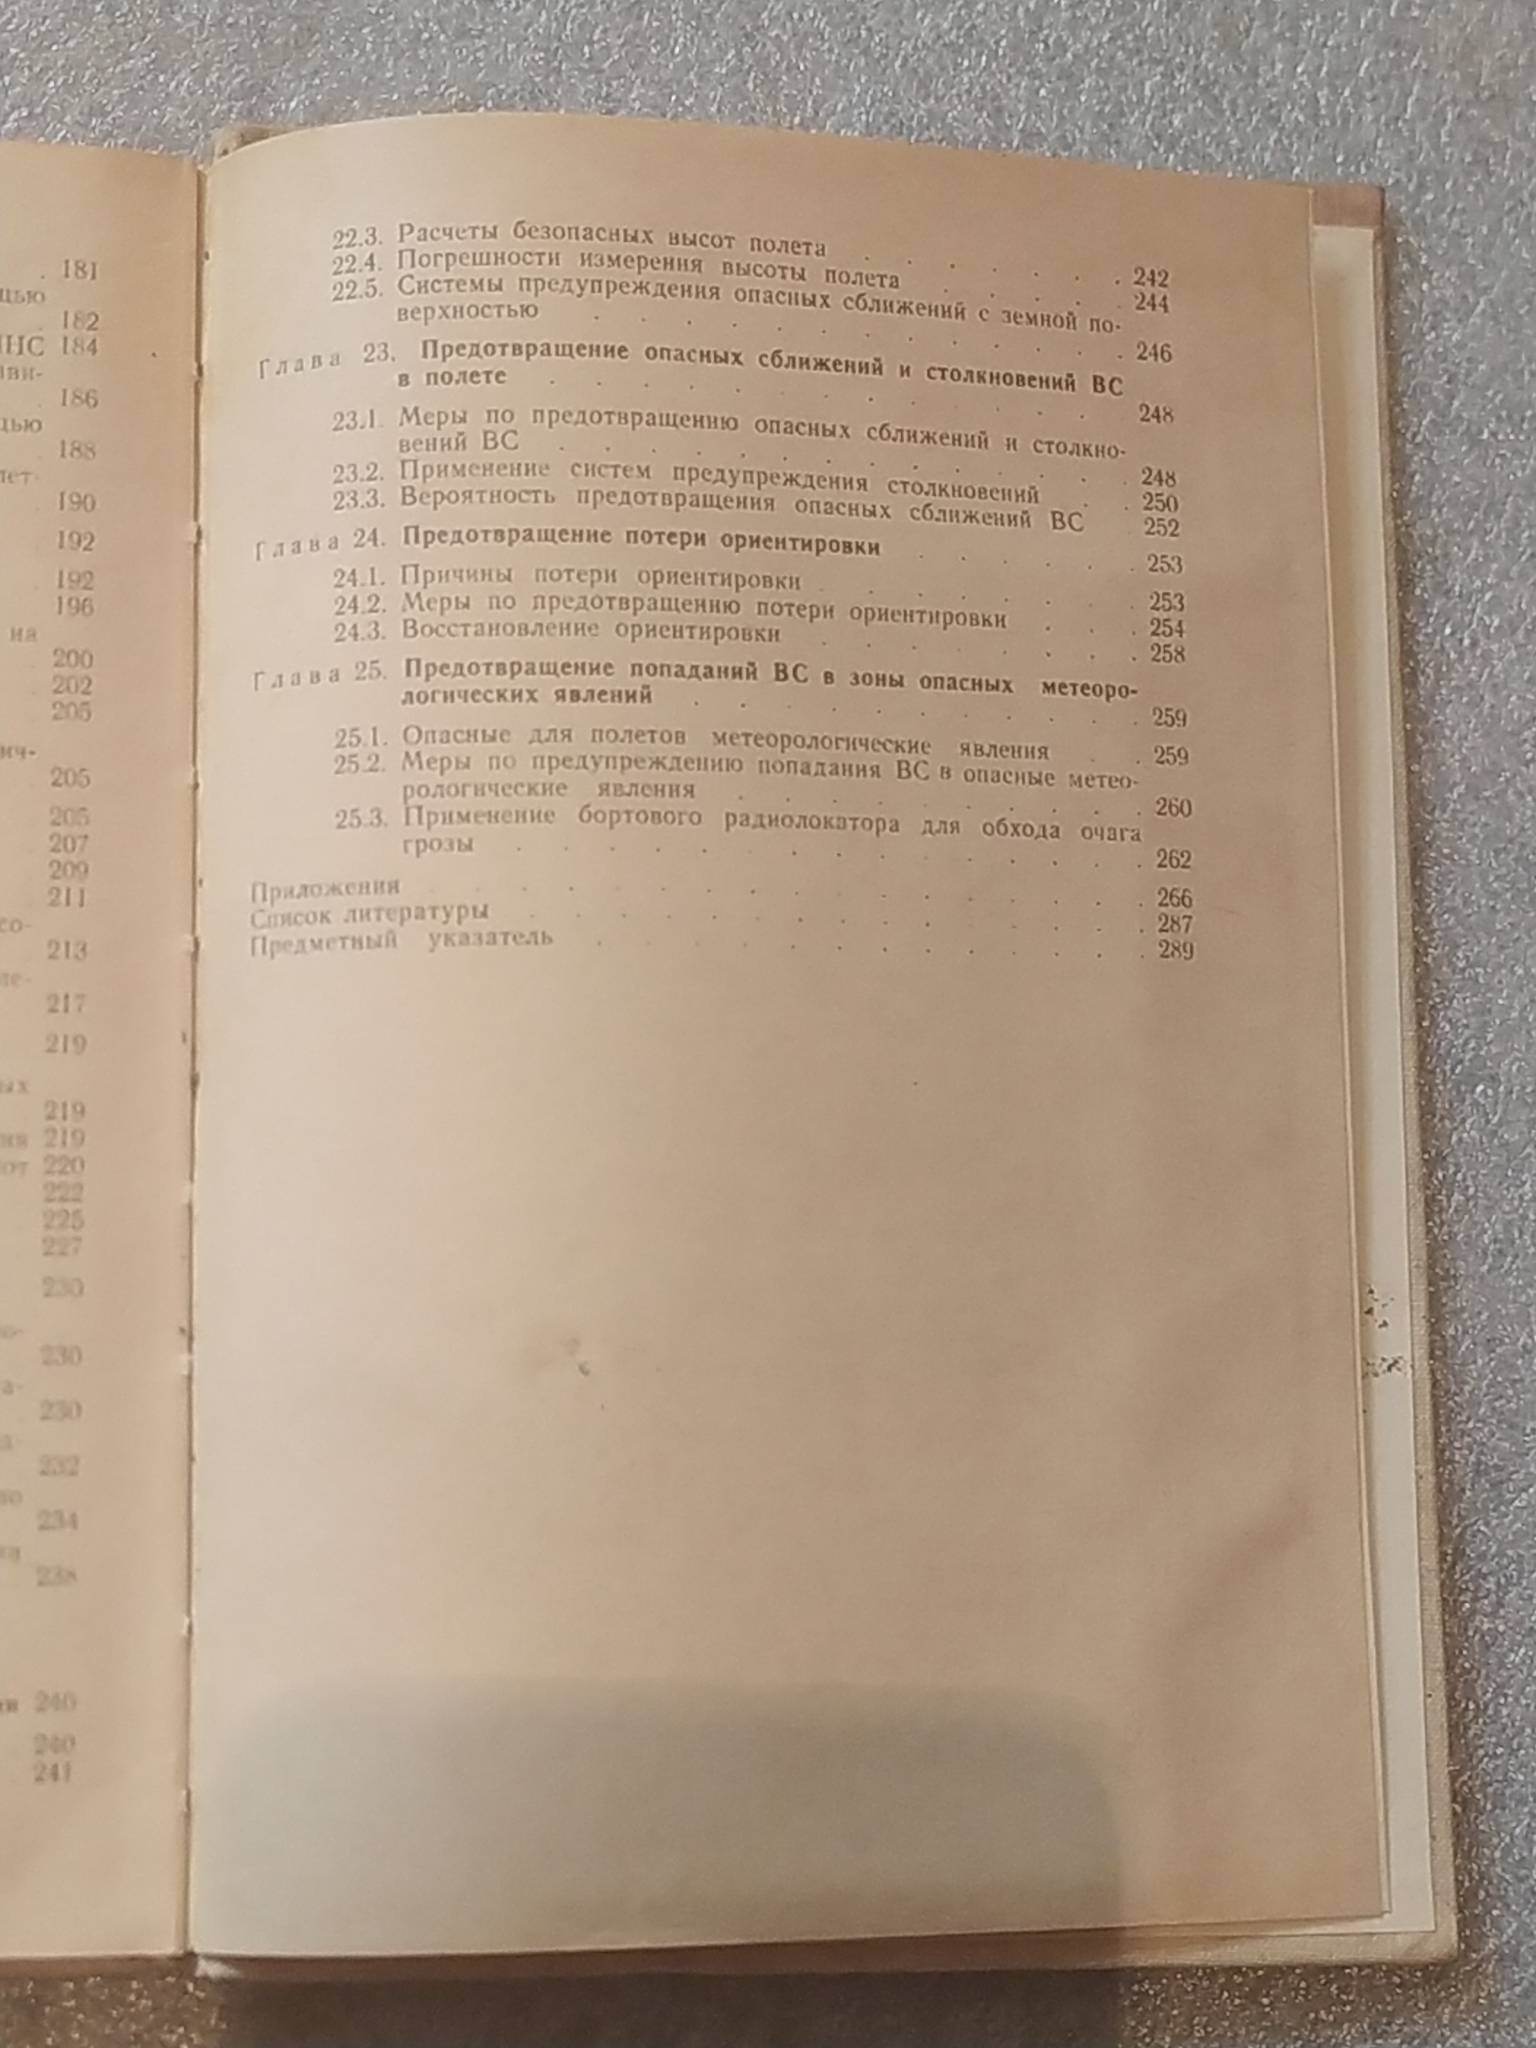 181
182
184
186
188
190
192
192
196
на
200
202
205
205
205
207
209
211
213
217
219
219
219
220
222
225
227
230
230
230
232
234
238
240
240
241
22.3. Расчеты безопасных высот полета . . . . . . 242
22.4. Погрешности измерения высоты полета . . . . . 244
22.5. Системы предупреждения опасных сближений с земной по-
верхностью . . . . . . . . . . . . 246
Глава 23. Предотвращение опасных сближений и столкновений ВС
в полете . . . . . . . . . . . . 248
23.1. Меры по предотвращению опасных сближений и столкно-
вений ВС . . . . . . . . . . . . 248
23.2. Применение систем предупреждения столкновений . . 250
23.3. Вероятность предотвращения опасных сближений ВС 252
Глава 24. Предотвращение потери ориентировки . . . . . . 253
24.1. Причины потери ориентировки . . . . . . . 253
24.2. Меры по предотвращению потери ориентировки . . . 254
24.3. Восстановление ориентировки . . . . . . . . 258
Глава 25. Предотвращение попаданий ВС в зоны опасных метеоро-
логических явлений . . . . . . . . . . 259
25.1. Опасные для полетов метеорологические явления . . 259
25.2. Меры по предупреждению попадания ВС в опасные метео-
рологические явления . . . . . . . . . 260
25.3. Применение бортового радиолокатора для обхода очага
грозы . . . . . . . . . . . . . . 262
Приложения . . . . . . . . . . . . . . . . 266
Список литературы . . . . . . . . . . . . . . 287
Предметный указатель . . . . . . . . . . . . 289